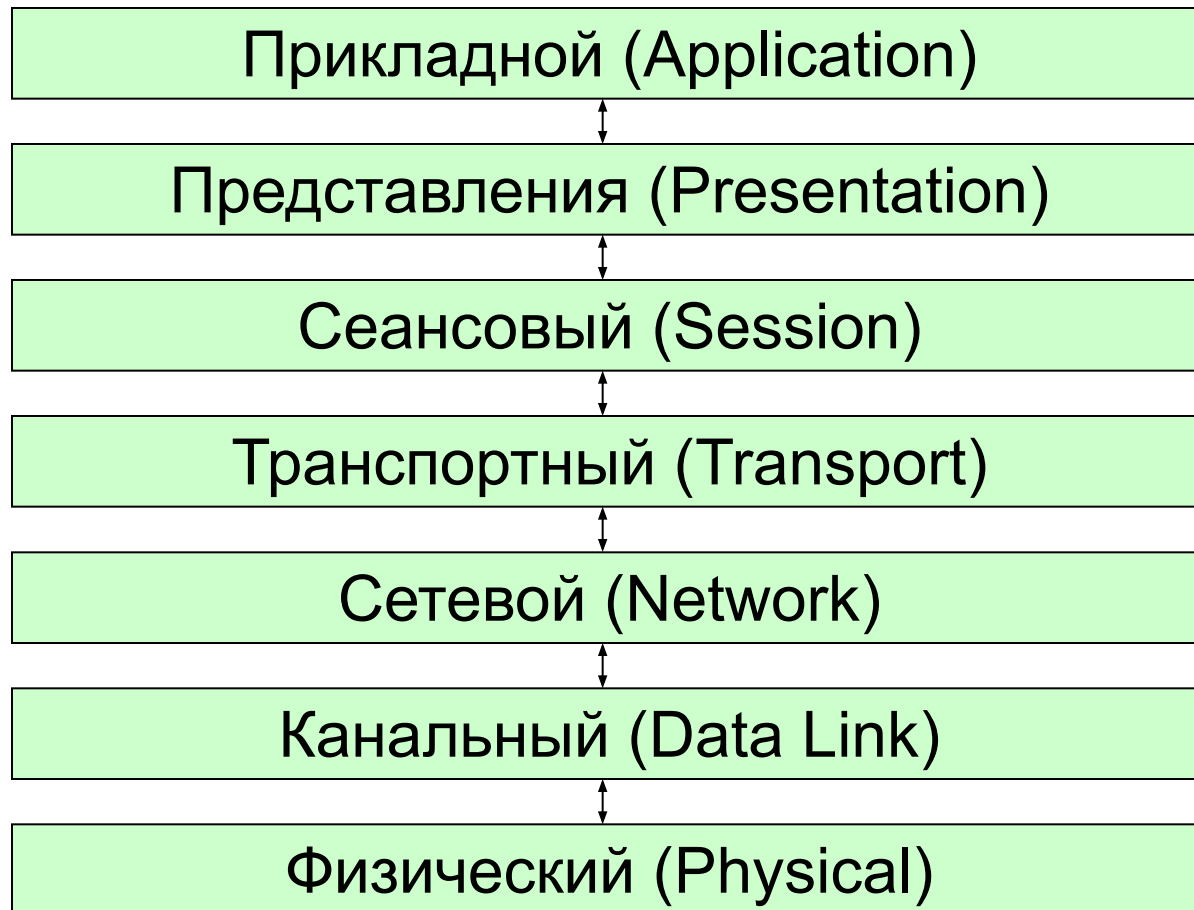 Прикладной (Application)
Представления (Presentation)
Сеансовый (Session)
Транспортный (Transport)
Сетевой (Network)
Канальный (Data Link)
Физический (Physical)